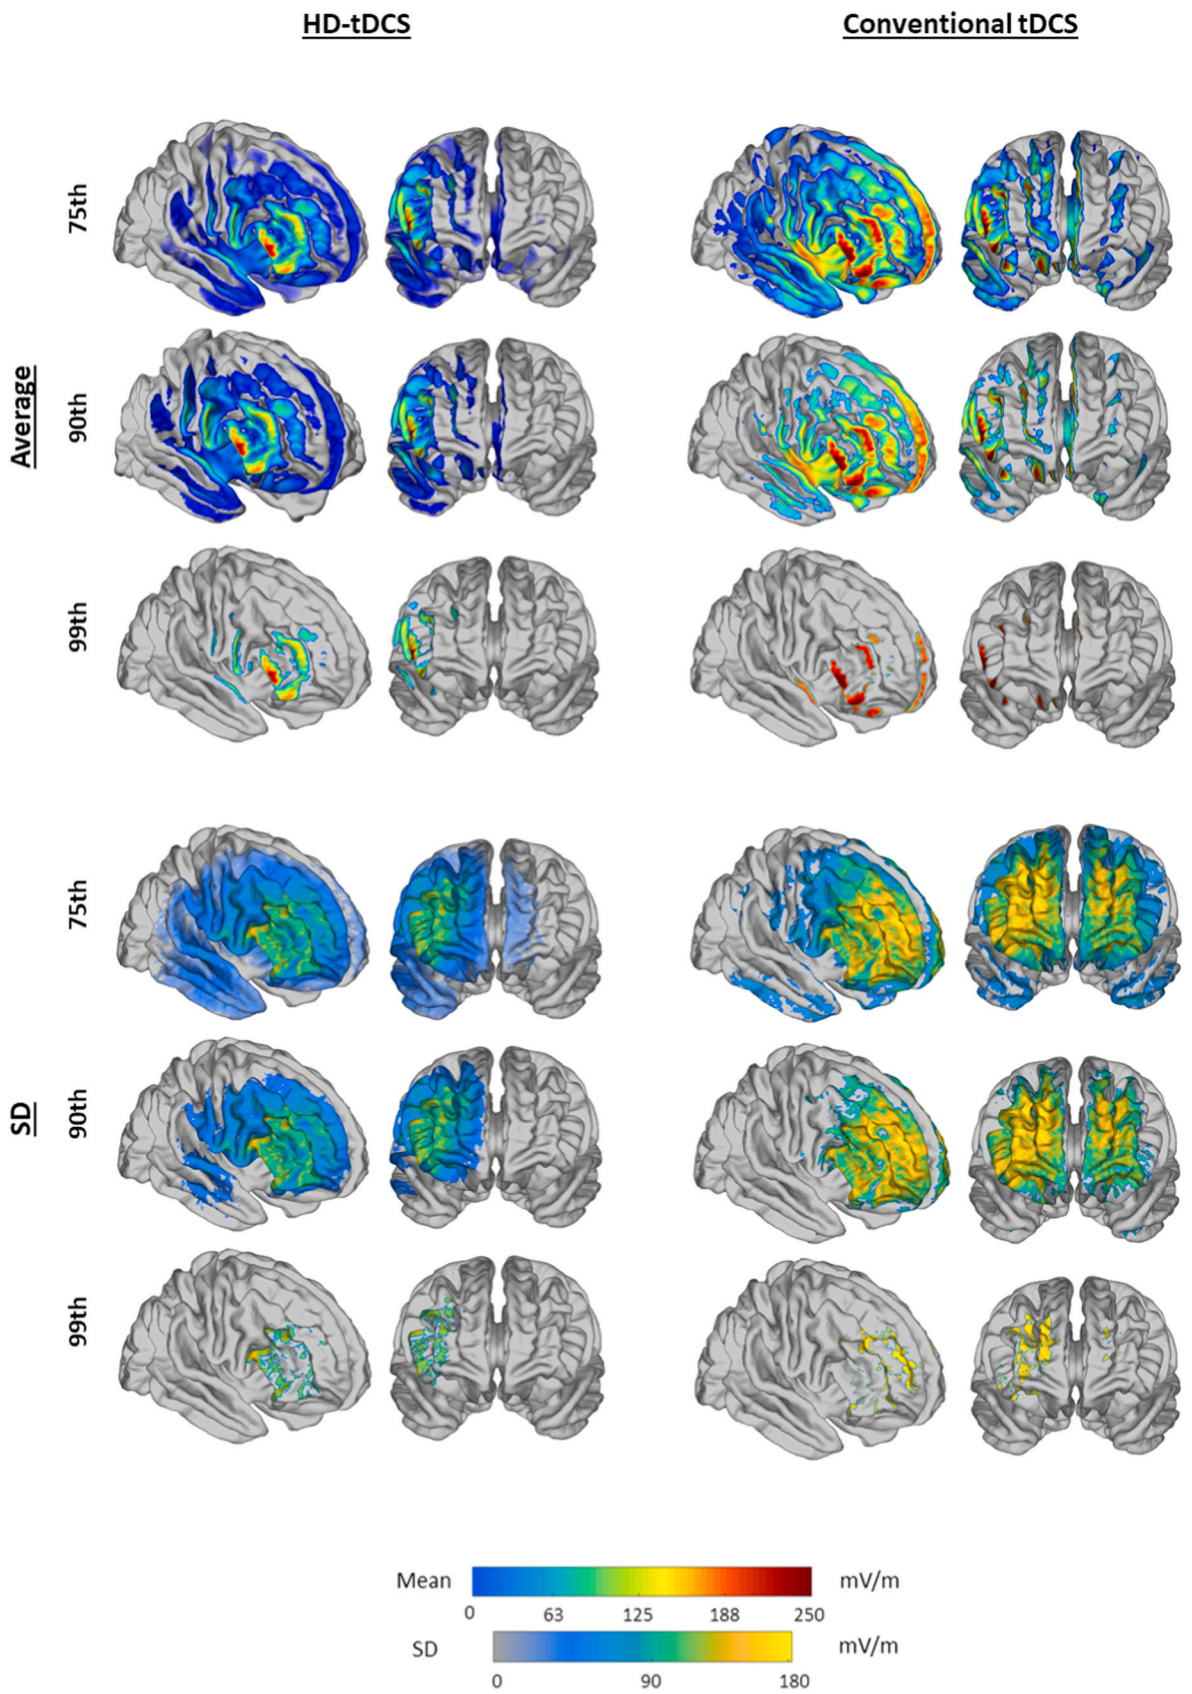 HD-tDCS
Conventional tDCS
Average
75th
90th
99th
SD
75th
90th
99th
Mean
mV/m
0
63
125
188
250
SD
mV/m
0
90
180